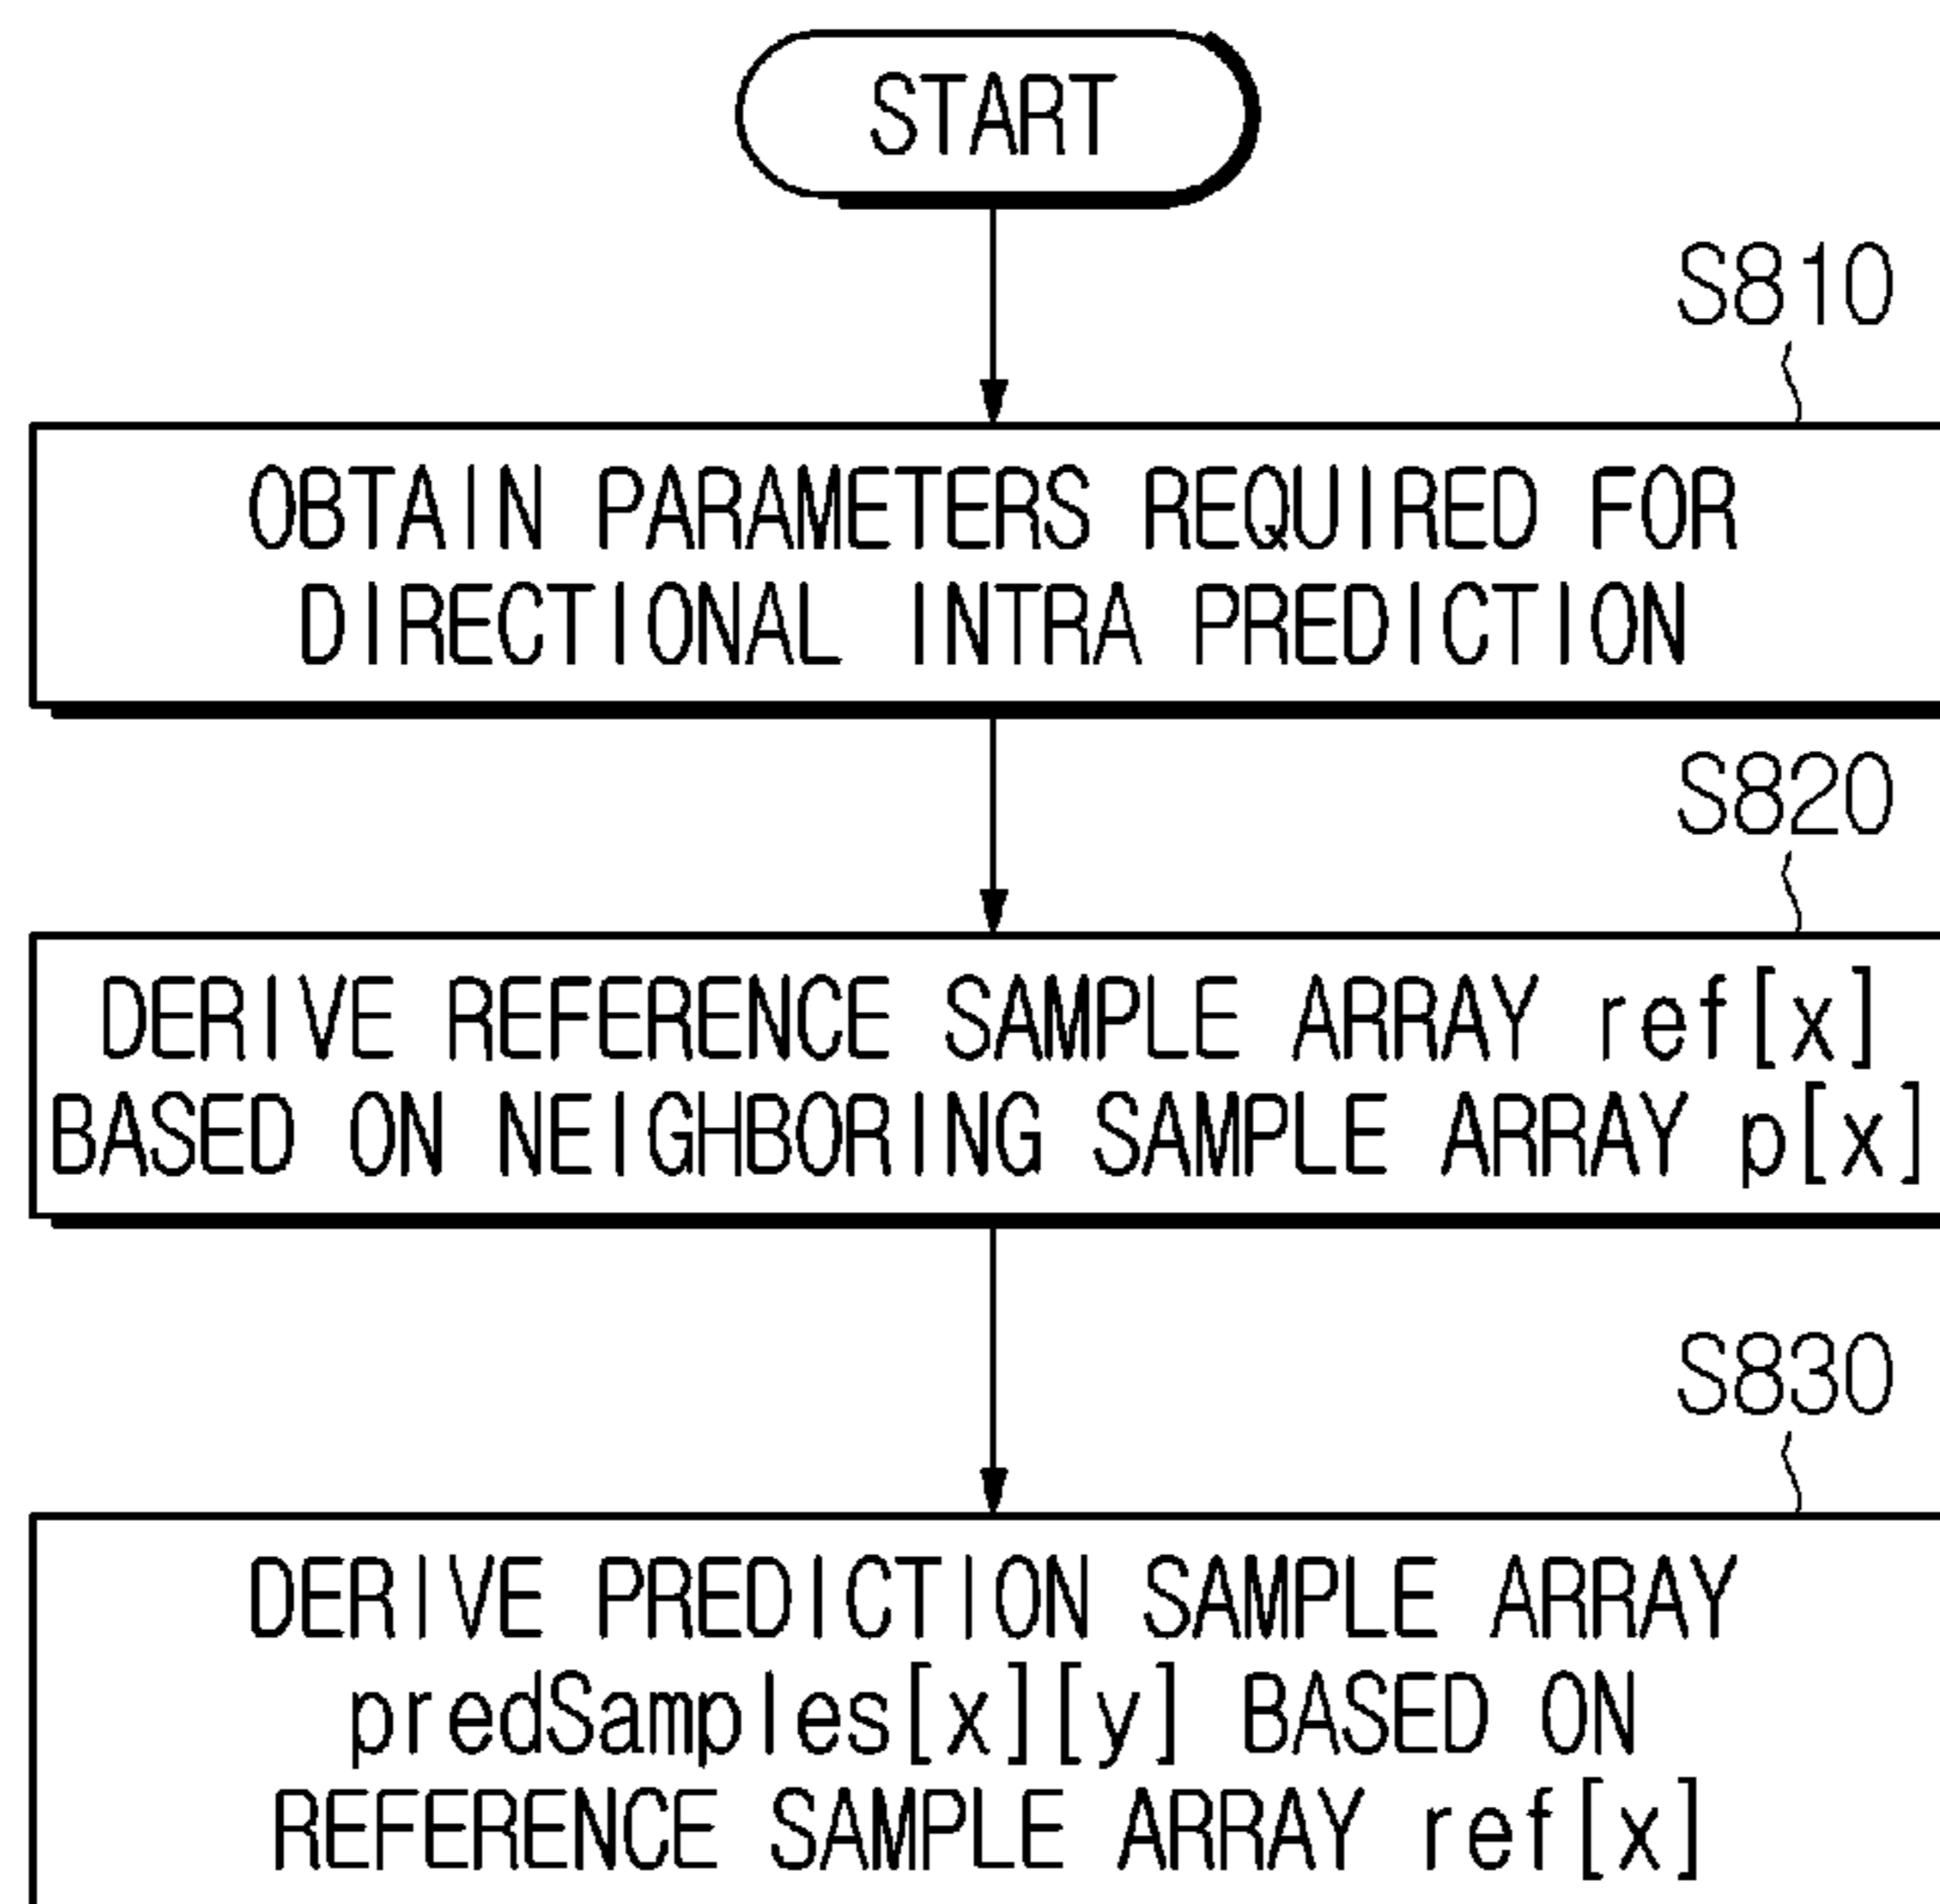 START
S810
OBTAIN PARAMETERS REQUIRED FOR
DIRECTIONAL INTRA PREDICTION
S820
DERIVE REFERENCE SAMPLE ARRAY ref[x]
BASED ON NEIGHBORING SAMPLE ARRAY p[x]
S830
DERIVE PREDICTION SAMPLE ARRAY
predSamples[x][y] BASED ON
REFERENCE SAMPLE ARRAY ref[x]